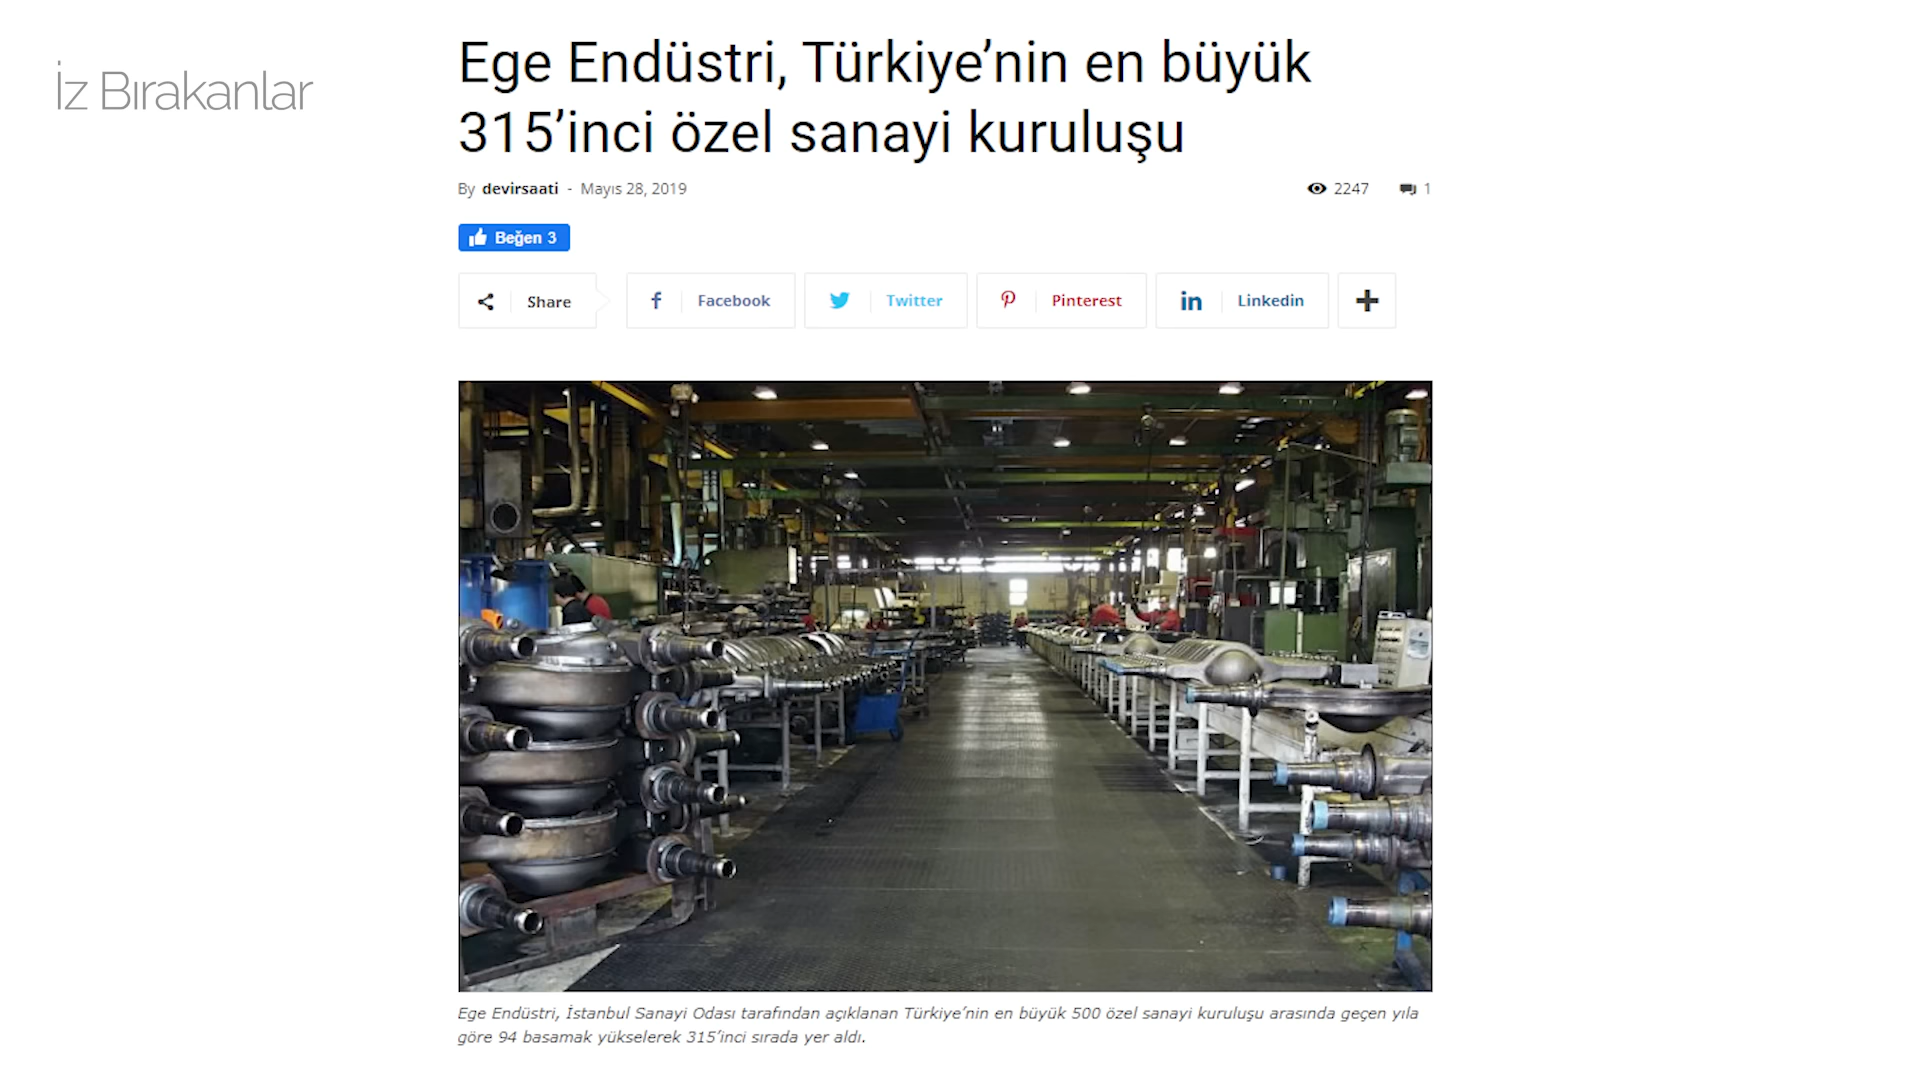 İz Bırakanlar
Ege Endüstri, Türkiye’nin en büyük
315’inci özel sanayi kuruluşu
By devirsaati - Mayıs 28, 2019
2247
1
Beğen 3
Share
Facebook
Twitter
Pinterest
Linkedin
Ege Endüstri, İstanbul Sanayi Odası tarafından açıklanan Türkiye’nin en büyük 500 özel sanayi kuruluşu arasında geçen yıla
göre 94 basamak yükselerek 315’inci sırada yer aldı.